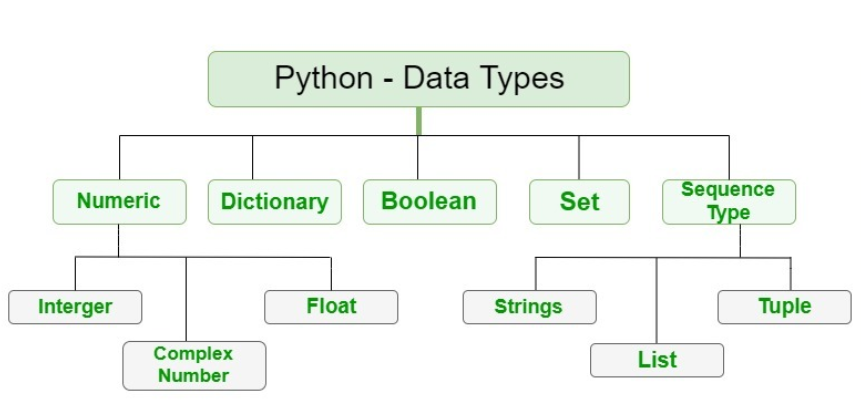 Python - Data Types
Numeric
Dictionary
Boolean
Set
Sequence
Type
Interger
Complex
Number
Float
Strings
List
Tuple